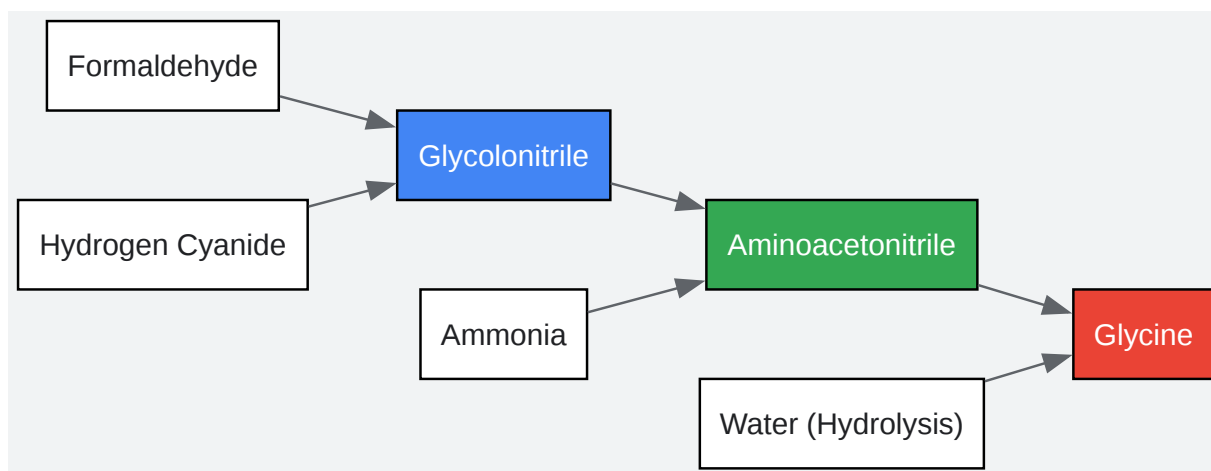 Formaldehyde
Glycolonitrile
Hydrogen Cyanide
Aminoacetonitrile
Ammonia
Glycine
Water (Hydrolysis)